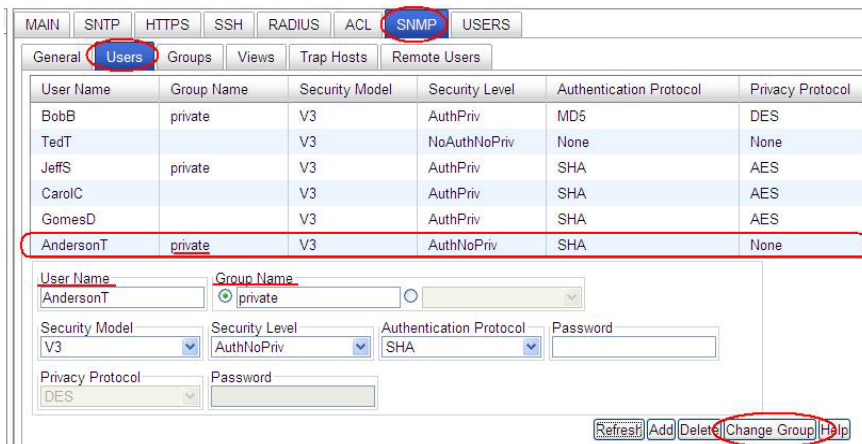 MAIN SNTP HTTPS SSH RADIUS ACL SNMP USERS
General Users Groups Views Trap Hosts Remote Users
User Name Group Name Security Model Security Level Authentication Protocol Privacy Protocol
BobB private V3 AuthPriv MD5 DES
TedT V3 NoAuthNoPriv None None
JeffS private V3 AuthPriv SHA AES
CarolC V3 AuthPriv SHA AES
GomesD V3 AuthPriv SHA AES
AndersonT private V3 AuthNoPriv SHA None
User Name Group Name
AndersonT private
Security Model Security Level Authentication Protocol Password
V3 AuthNoPriv SHA
Privacy Protocol Password
DES
Refresh Add Delete Change Group Help